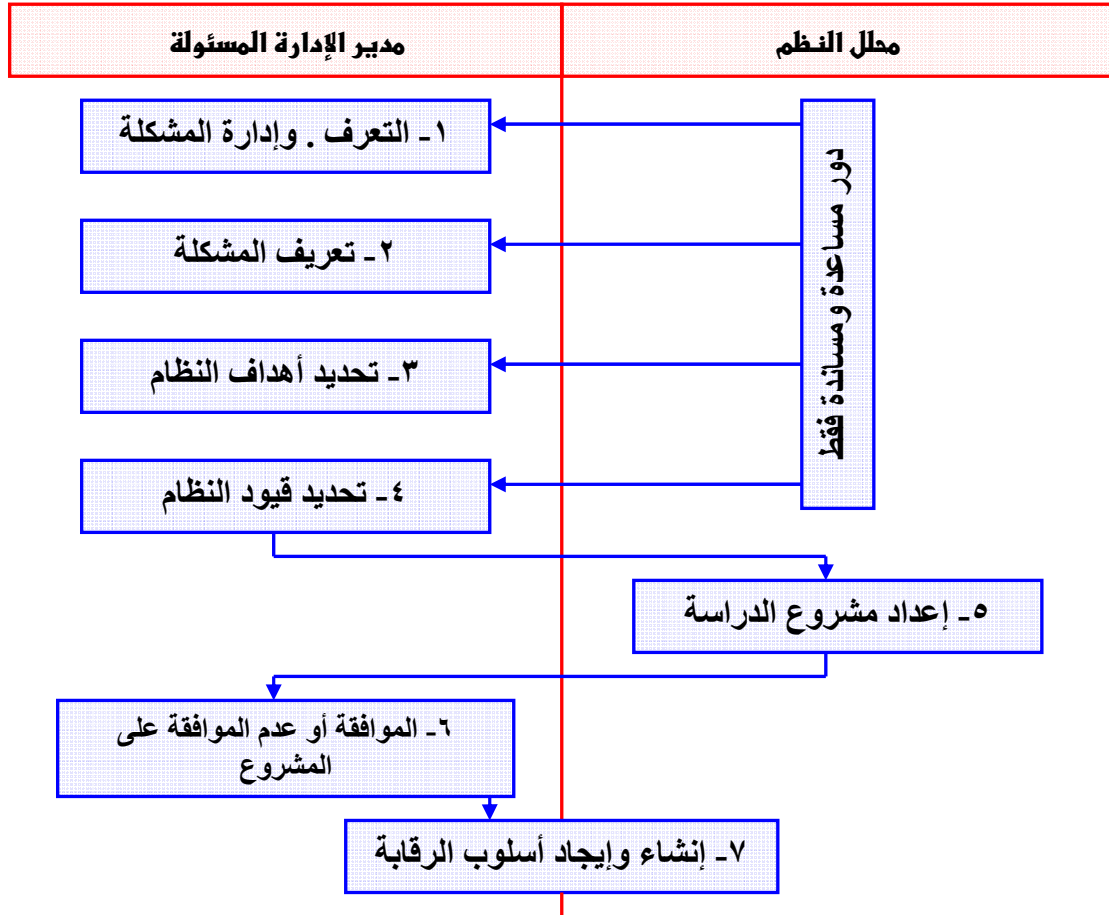 محلل النظم
مدير الإدارة المسئولة
دور مساعدة ومساندة فقط
١- التعرف . وإدارة المشكلة
٢- تعريف المشكلة
٣- تحديد أهداف النظام
٤- تحديد قيود النظام
٥- إعداد مشروع الدراسة
٦- الموافقة أو عدم الموافقة على
المشروع
٧- إنشاء وإيجاد أسلوب الرقابة